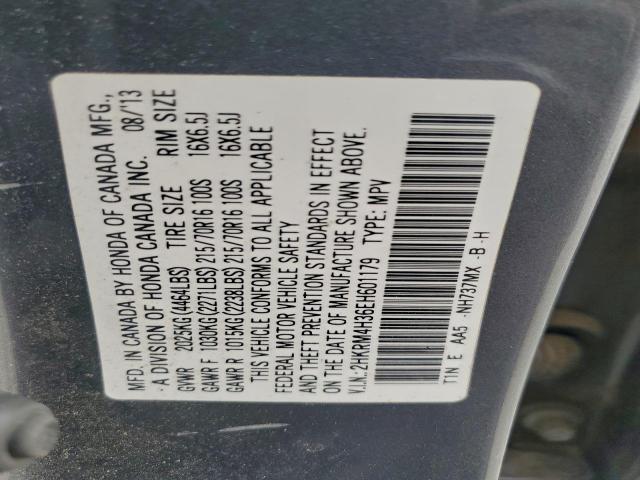 MFD. IN CANADA BY HONDA OF CANADA MFG.,
· A DIVISION OF HONDA CANADA INC. 08/13
GVWR 2025KG(4464LBS) TIRE SIZE RIM SIZE
GAWR F 1030KG(2271LBS) 215/70R16 100S 16X6.5J
GAWR R 1015KG(2238LBS) 215/70R16 100S 16X6.5J
THIS VEHICLE CONFORMS TO ALL APPLICABLE
FEDERAL MOTOR VEHICLE SAFETY
AND THEFT PREVENTION STANDARDS IN EFFECT
ON THE DATE OF MANUFACTURE SHOWN ABOVE.
V.I.N.:2HKRM4H36EH601179 TYPE: MPV
T1N E AA5 -NH737MX -B-H